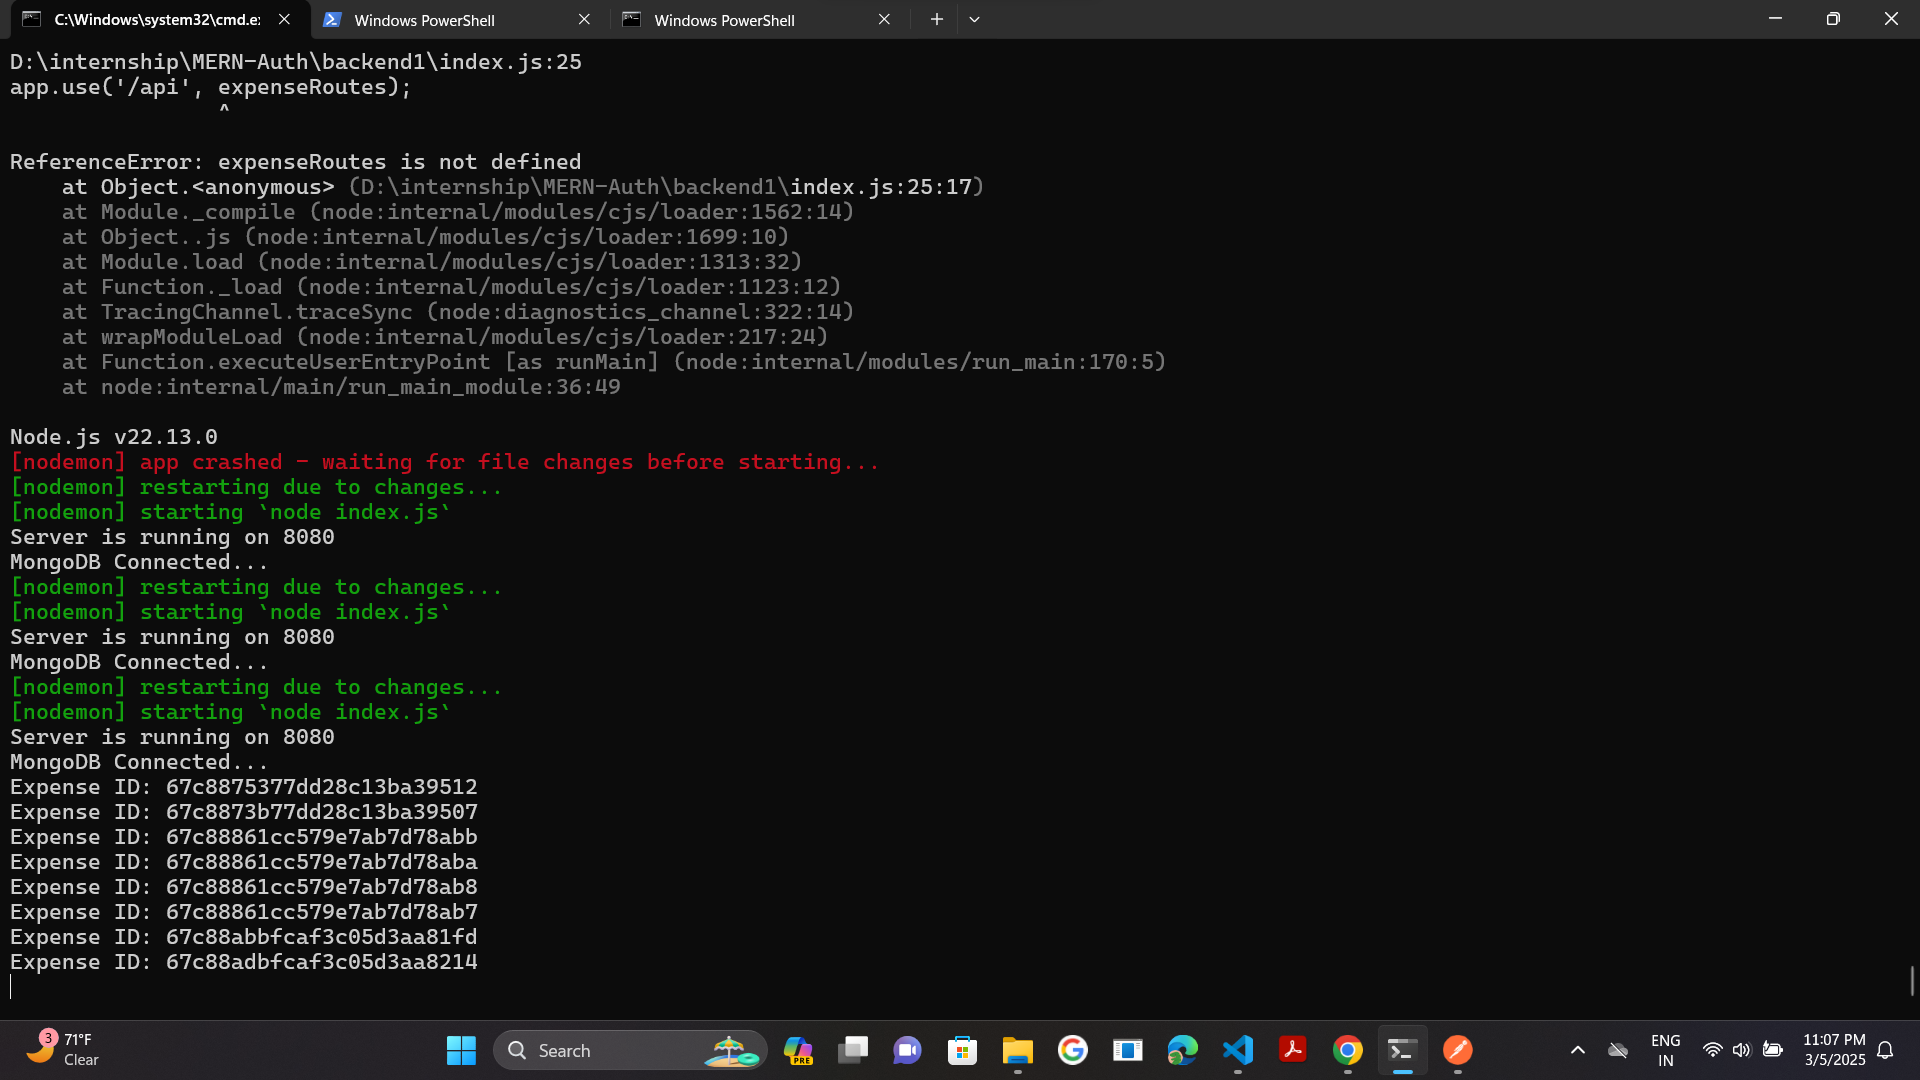 C:\Windows\system32\cmd.e
Windows PowerShell
Windows PowerShell
D:\internship\MERN-Auth\backend1\index.js:25
app.use('/api', expenseRoutes);
^
ReferenceError: expenseRoutes is not defined
at Object.<anonymous> (D:\internship\MERN-Auth\backend1\index.js:25:17)
at Module._compile (node:internal/modules/cjs/loader:1562:14)
at Object..js (node:internal/modules/cjs/loader:1699:10)
at Module.load (node:internal/modules/cjs/loader:1313:32)
at Function._load (node:internal/modules/cjs/loader:1123:12)
at TracingChannel.traceSync (node:diagnostics_channel:322:14)
at wrapModuleLoad (node:internal/modules/cjs/loader:217:24)
at Function.executeUserEntryPoint [as runMain] (node:internal/modules/run_main:170:5)
at node:internal/main/run_main_module:36:49
Node.js v22.13.0
[nodemon] app crashed - waiting for file changes before starting...
[nodemon] restarting due to changes...
[nodemon] starting `node index.js`
Server is running on 8080
MongoDB Connected...
[nodemon] restarting due to changes...
[nodemon] starting `node index.js`
Server is running on 8080
MongoDB Connected...
[nodemon] restarting due to changes...
[nodemon] starting `node index.js`
Server is running on 8080
MongoDB Connected...
Expense ID: 67c8875377dd28c13ba39512
Expense ID: 67c8873b77dd28c13ba39507
Expense ID: 67c88861cc579e7ab7d78abb
Expense ID: 67c88861cc579e7ab7d78aba
Expense ID: 67c88861cc579e7ab7d78ab8
Expense ID: 67c88861cc579e7ab7d78ab7
Expense ID: 67c88abbfcaf3c05d3aa81fd
Expense ID: 67c88adbfcaf3c05d3aa8214
3
71°F
Clear
Search
PRE
ENG
IN
11:07 PM
3/5/2025